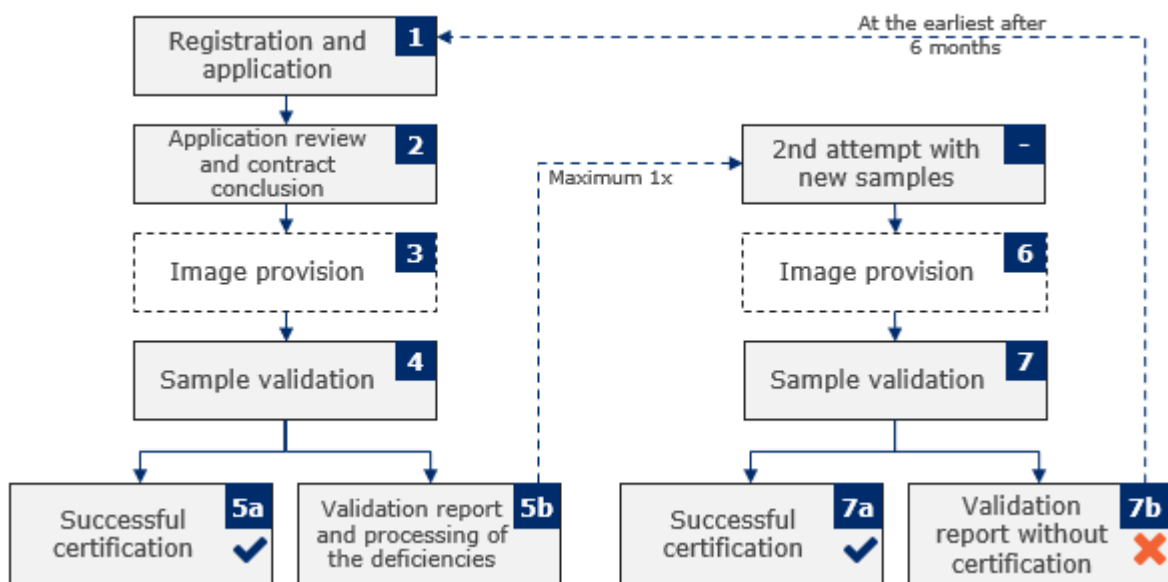 Registration and
application
1
At the earliest after
6 months
Application review
and contract
conclusion
2
Maximum 1x
2nd attempt with
new samples
-
Image provision
3
Image provision
6
Sample validation
4
Sample validation
7
Successful
certification
5a
Validation report
and processing of
the deficiencies
5b
Successful
certification
7a
Validation
report without
certification
7b